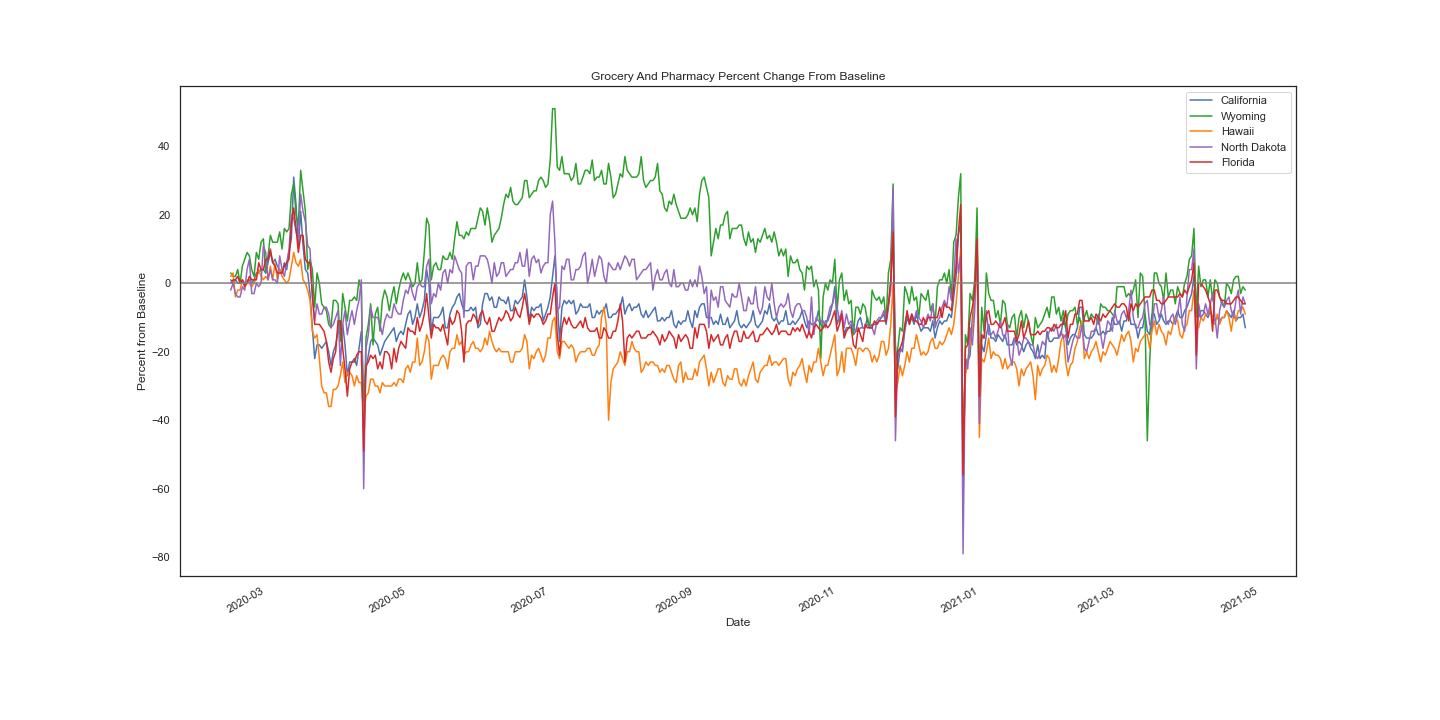 Grocery And Pharmacy Percent Change From Baseline
California
Wyoming
Hawaii
North Dakota
Florida
Percent from Baseline
40
20
0
−20
−40
−60
−80
2020-03
2020-05
2020-07
2020-09
2020-11
2021-01
2021-03
2021-05
Date